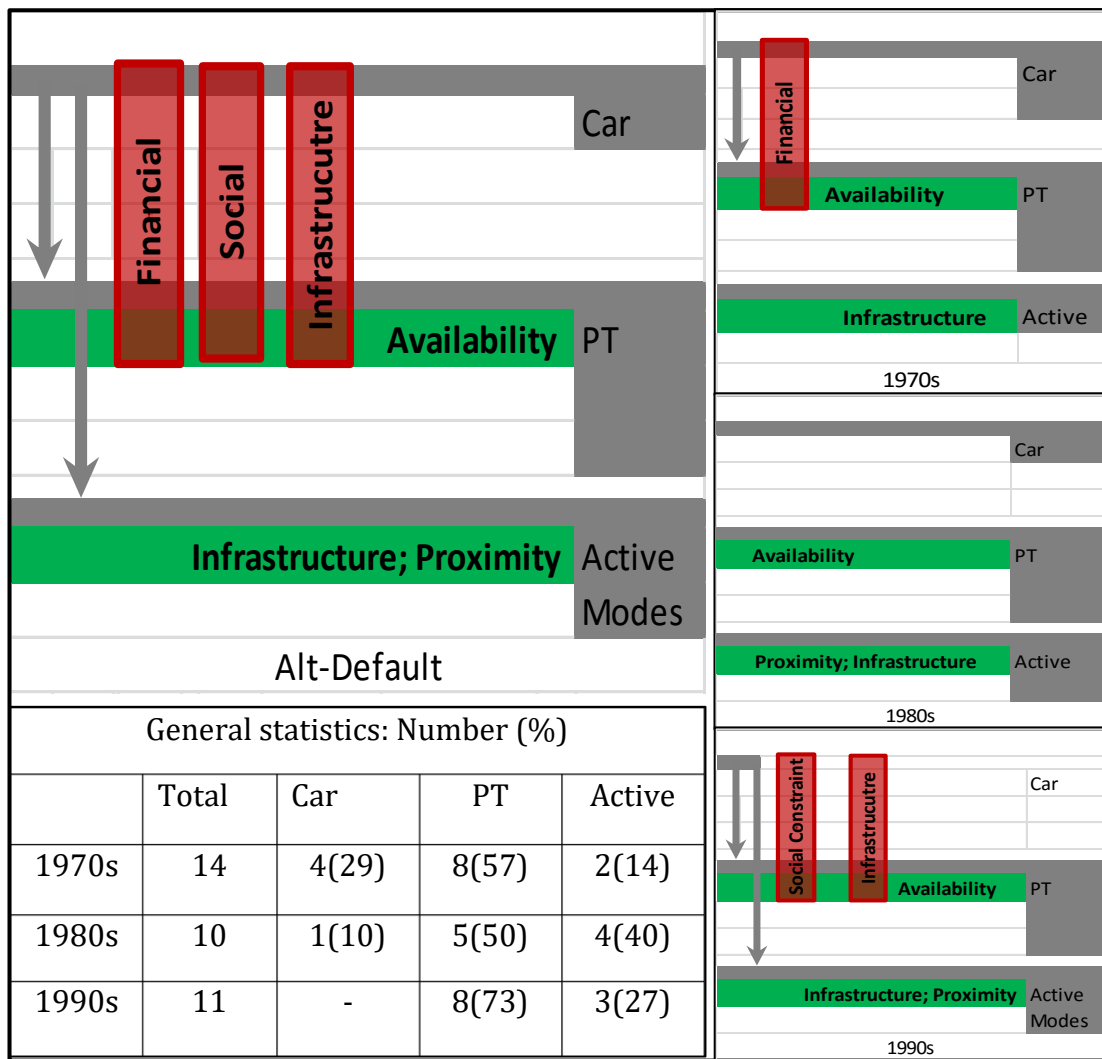 Financial
Social
Infrastrucutre
Car
Availability
PT
Infrastructure; Proximity
Active
Modes
Alt-Default
General statistics: Number (%)
Total Car PT Active
1970s 14 4(29) 8(57) 2(14)
1980s 10 1(10) 5(50) 4(40)
1990s 11 - 8(73) 3(27)
Financial
Car
Availability PT
Infrastructure Active
1970s
Car
Availability PT
Proximity; Infrastructure Active
1980s
Social Constraint
Infrastrucutre
Car
Availability PT
Infrastructure; Proximity Active
Modes
1990s